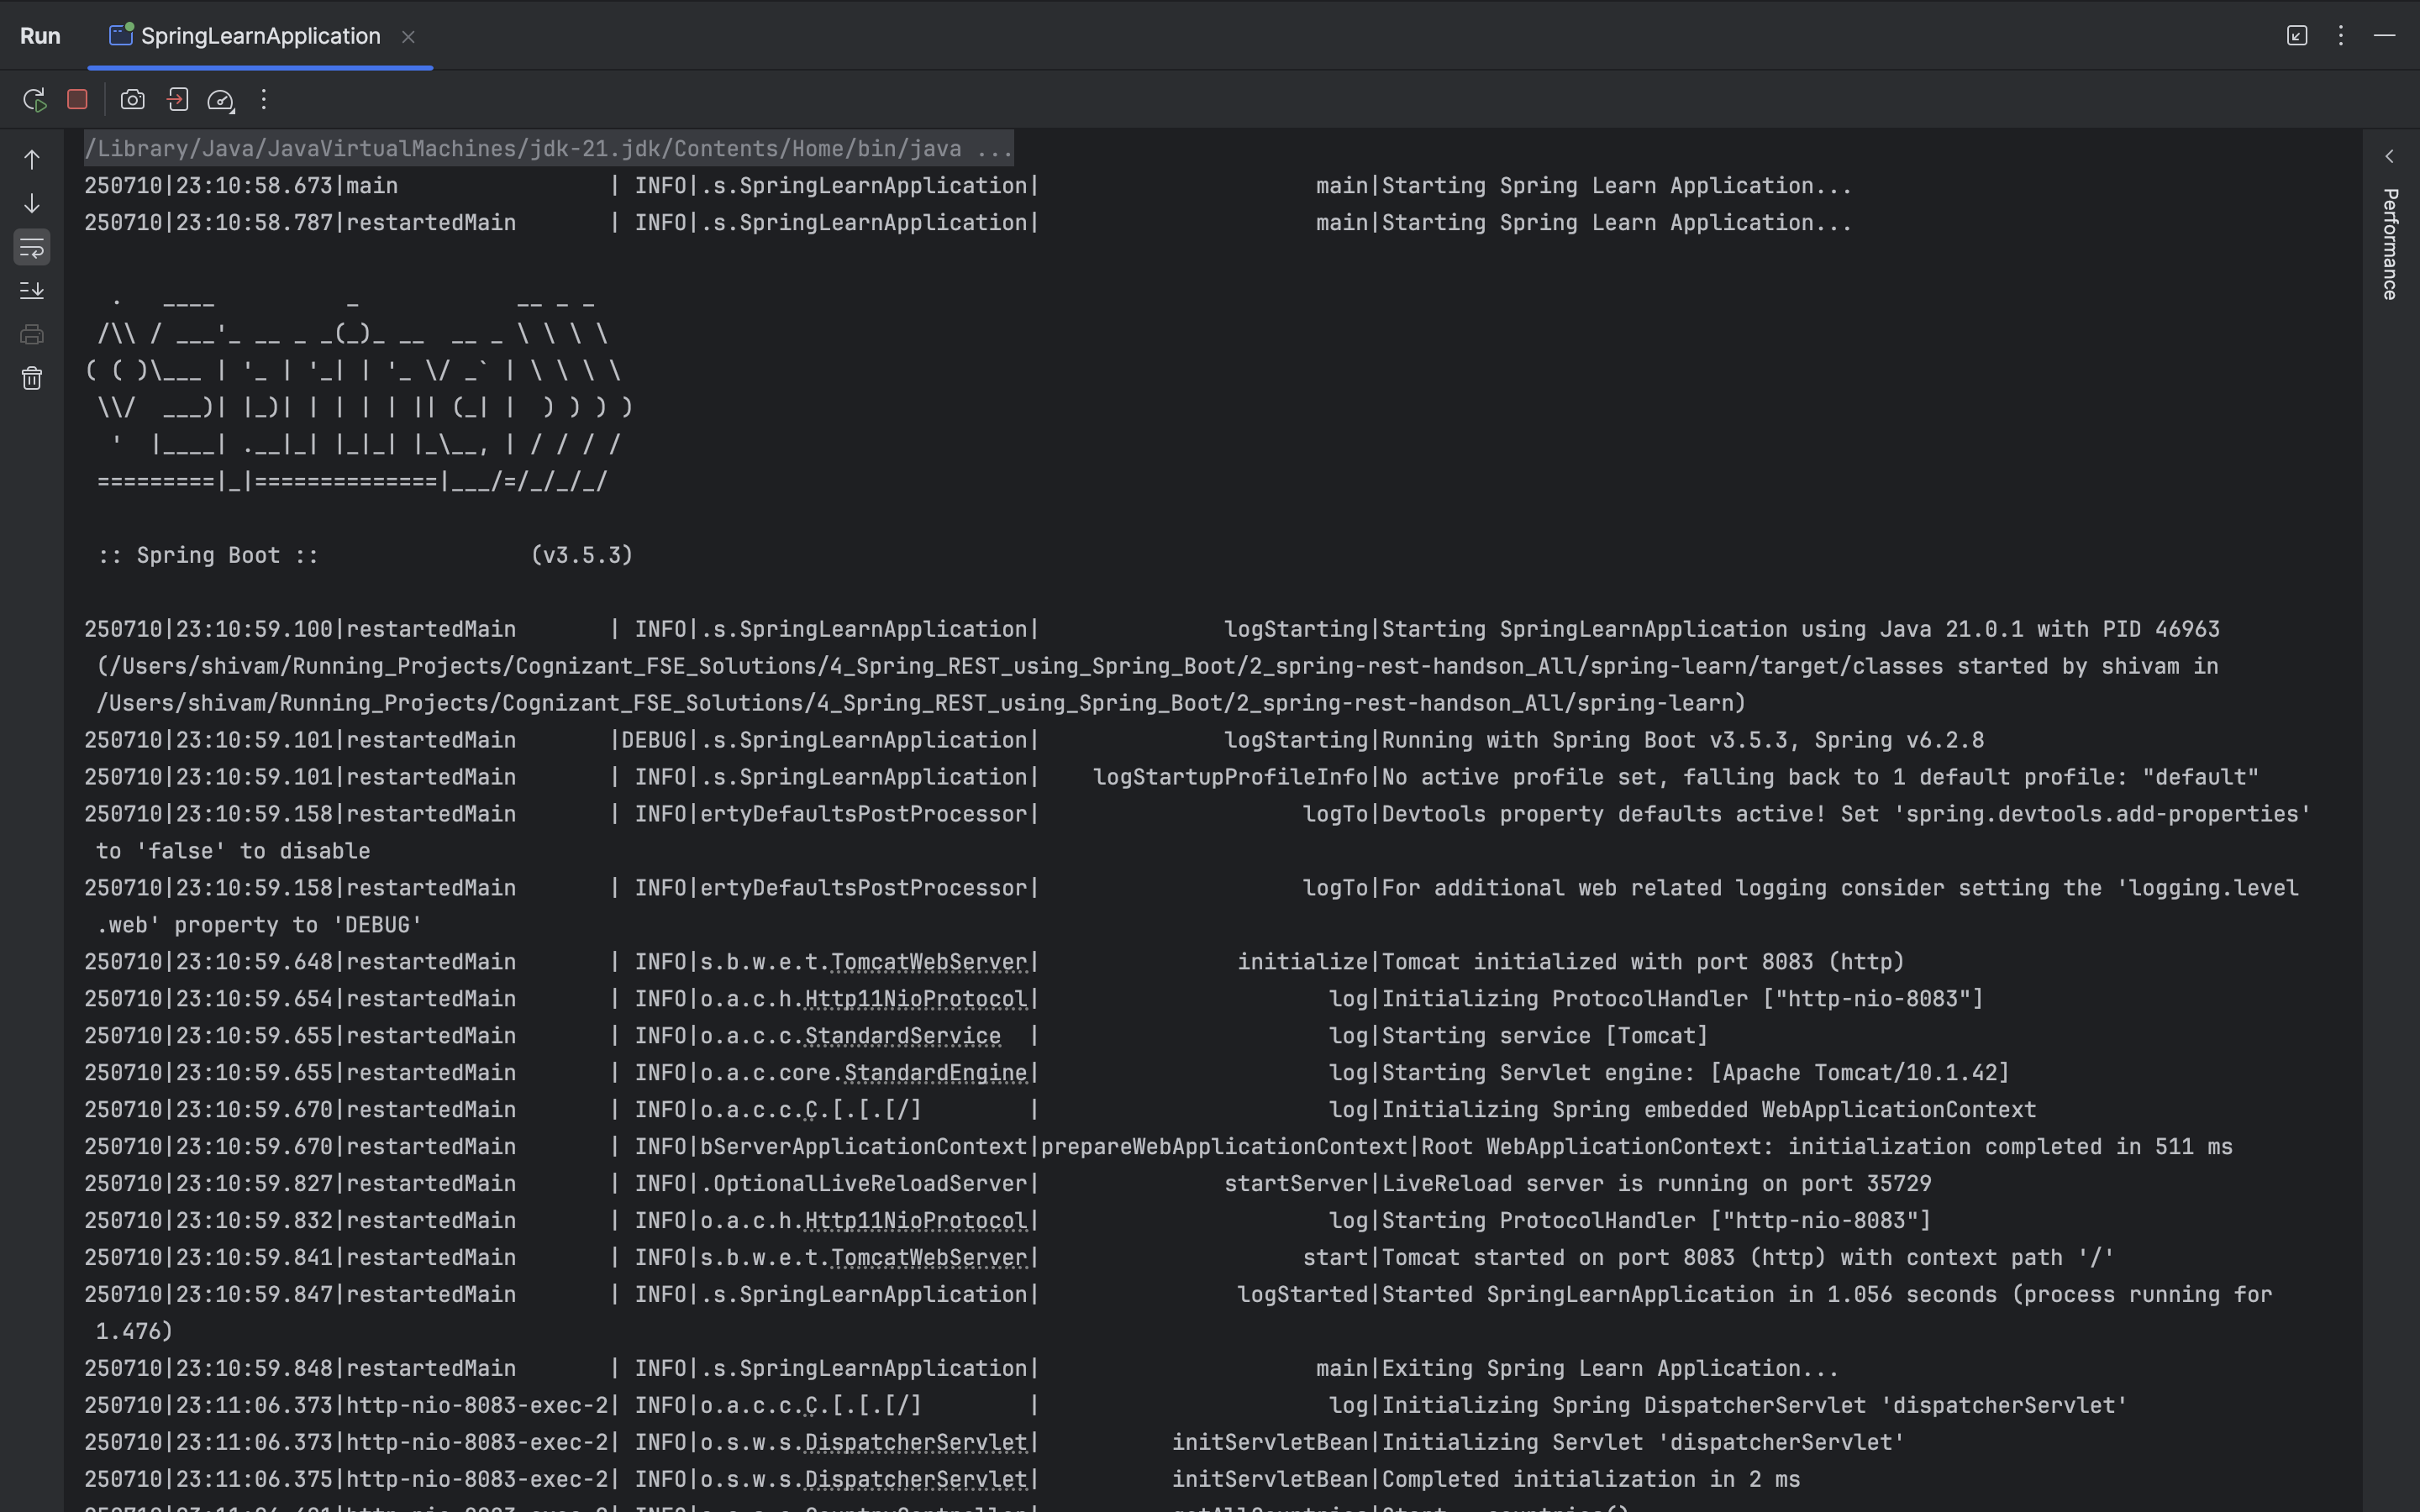 Run SpringLearnApplication
/Library/Java/JavaVirtualMachines/jdk-21.jdk/Contents/Home/bin/java ...
Performance
250710|23:10:58.673|main                | INFO|.s.SpringLearnApplication|                     main|Starting Spring Learn Application...
250710|23:10:58.787|restartedMain       | INFO|.s.SpringLearnApplication|                     main|Starting Spring Learn Application...
  .   ____          _            __ _ _
 /\\ / ___'_ __ _ _(_)_ __  __ _ \ \ \ \
( ( )\___ | '_ | '_| | '_ \/ _` | \ \ \ \
 \\/  ___)| |_)| | | | | || (_| |  ) ) ) )
  '  |____| .__|_| |_|_| |_\__, | / / / /
 =========|_|==============|___/=/_/_/_/
 :: Spring Boot ::                (v3.5.3)
250710|23:10:59.100|restartedMain       | INFO|.s.SpringLearnApplication|              logStarting|Starting SpringLearnApplication using Java 21.0.1 with PID 46963
 (/Users/shivam/Running_Projects/Cognizant_FSE_Solutions/4_Spring_REST_using_Spring_Boot/2_spring-rest-handson_All/spring-learn/target/classes started by shivam in
 /Users/shivam/Running_Projects/Cognizant_FSE_Solutions/4_Spring_REST_using_Spring_Boot/2_spring-rest-handson_All/spring-learn)
250710|23:10:59.101|restartedMain       |DEBUG|.s.SpringLearnApplication|              logStarting|Running with Spring Boot v3.5.3, Spring v6.2.8
250710|23:10:59.101|restartedMain       | INFO|.s.SpringLearnApplication|    logStartupProfileInfo|No active profile set, falling back to 1 default profile: "default"
250710|23:10:59.158|restartedMain       | INFO|ertyDefaultsPostProcessor|                    logTo|Devtools property defaults active! Set 'spring.devtools.add-properties'
 to 'false' to disable
250710|23:10:59.158|restartedMain       | INFO|ertyDefaultsPostProcessor|                    logTo|For additional web related logging consider setting the 'logging.level
 .web' property to 'DEBUG'
250710|23:10:59.648|restartedMain       | INFO|s.b.w.e.t.TomcatWebServer|               initialize|Tomcat initialized with port 8083 (http)
250710|23:10:59.654|restartedMain       | INFO|o.a.c.h.Http11NioProtocol|                      log|Initializing ProtocolHandler ["http-nio-8083"]
250710|23:10:59.655|restartedMain       | INFO|o.a.c.c.StandardService  |                      log|Starting service [Tomcat]
250710|23:10:59.655|restartedMain       | INFO|o.a.c.core.StandardEngine|                      log|Starting Servlet engine: [Apache Tomcat/10.1.42]
250710|23:10:59.670|restartedMain       | INFO|o.a.c.c.C.[.[.[/]        |                      log|Initializing Spring embedded WebApplicationContext
250710|23:10:59.670|restartedMain       | INFO|bServerApplicationContext|prepareWebApplicationContext|Root WebApplicationContext: initialization completed in 511 ms
250710|23:10:59.827|restartedMain       | INFO|.OptionalLiveReloadServer|              startServer|LiveReload server is running on port 35729
250710|23:10:59.832|restartedMain       | INFO|o.a.c.h.Http11NioProtocol|                      log|Starting ProtocolHandler ["http-nio-8083"]
250710|23:10:59.841|restartedMain       | INFO|s.b.w.e.t.TomcatWebServer|                    start|Tomcat started on port 8083 (http) with context path '/'
250710|23:10:59.847|restartedMain       | INFO|.s.SpringLearnApplication|               logStarted|Started SpringLearnApplication in 1.056 seconds (process running for
 1.476)
250710|23:10:59.848|restartedMain       | INFO|.s.SpringLearnApplication|                     main|Exiting Spring Learn Application...
250710|23:11:06.373|http-nio-8083-exec-2| INFO|o.a.c.c.C.[.[.[/]        |                      log|Initializing Spring DispatcherServlet 'dispatcherServlet'
250710|23:11:06.373|http-nio-8083-exec-2| INFO|o.s.w.s.DispatcherServlet|          initServletBean|Initializing Servlet 'dispatcherServlet'
250710|23:11:06.375|http-nio-8083-exec-2| INFO|o.s.w.s.DispatcherServlet|          initServletBean|Completed initialization in 2 ms